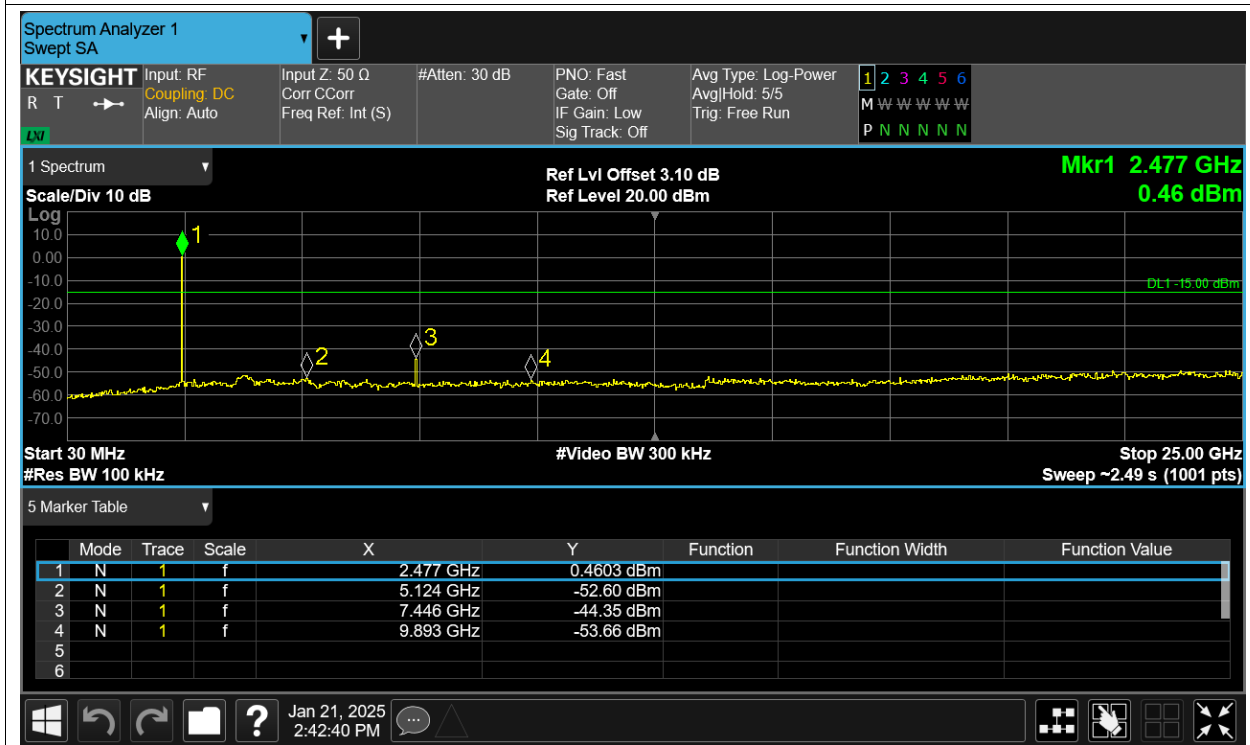 Spectrum Analyzer 1
Swept SA
+
KEYSIGHT
R T
LXI
Input: RF
Coupling: DC
Align: Auto
Input Z: 50 Ω
Corr CCorr
Freq Ref: Int (S)
#Atten: 30 dB
PNO: Fast
Gate: Off
IF Gain: Low
Sig Track: Off
Avg Type: Log-Power
Avg|Hold: 5/5
Trig: Free Run
1 2 3 4 5 6
M W W W W W
P N N N N N
1 Spectrum
Scale/Div 10 dB
Ref Lvl Offset 3.10 dB
Ref Level 20.00 dBm
Mkr1 2.477 GHz
0.46 dBm
Log
10.0
0.00
-10.0
-20.0
-30.0
-40.0
-50.0
-60.0
-70.0
1
2
3
4
DL1 -15.00 dBm
Start 30 MHz
#Res BW 100 kHz
#Video BW 300 kHz
Stop 25.00 GHz
Sweep ~2.49 s (1001 pts)
5 Marker Table
Mode Trace Scale X Y Function Function Width Function Value
1 N 1 f 2.477 GHz 0.4603 dBm
2 N 1 f 5.124 GHz -52.60 dBm
3 N 1 f 7.446 GHz -44.35 dBm
4 N 1 f 9.893 GHz -53.66 dBm
5
6
?
Jan 21, 2025
2:42:40 PM